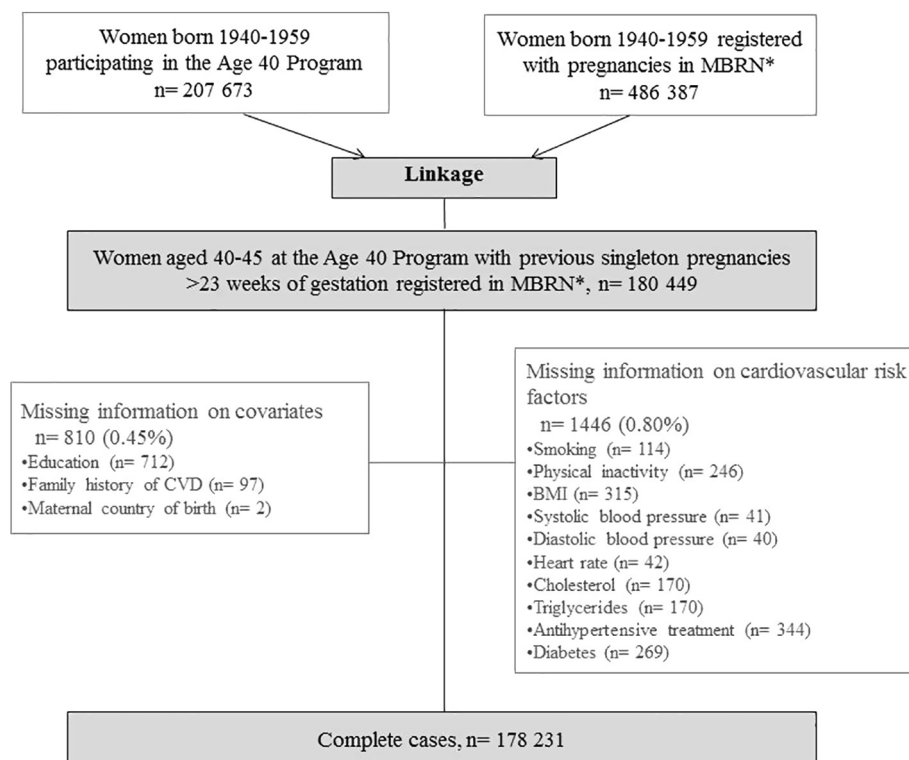 Women born 1940-1959
participating in the Age 40 Program
n= 207 673
Women born 1940-1959 registered
with pregnancies in MBRN*
n= 486 387
Linkage
Women aged 40-45 at the Age 40 Program with previous singleton pregnancies
>23 weeks of gestation registered in MBRN*, n= 180 449
Missing information on covariates
n= 810 (0.45%)
•Education (n= 712)
•Family history of CVD (n= 97)
•Maternal country of birth (n= 2)
Missing information on cardiovascular risk
factors
n= 1446 (0.80%)
•Smoking (n= 114)
•Physical inactivity (n= 246)
•BMI (n= 315)
•Systolic blood pressure (n= 41)
•Diastolic blood pressure (n= 40)
•Heart rate (n= 42)
•Cholesterol (n= 170)
•Triglycerides (n= 170)
•Antihypertensive treatment (n= 344)
•Diabetes (n= 269)
Complete cases, n= 178 231